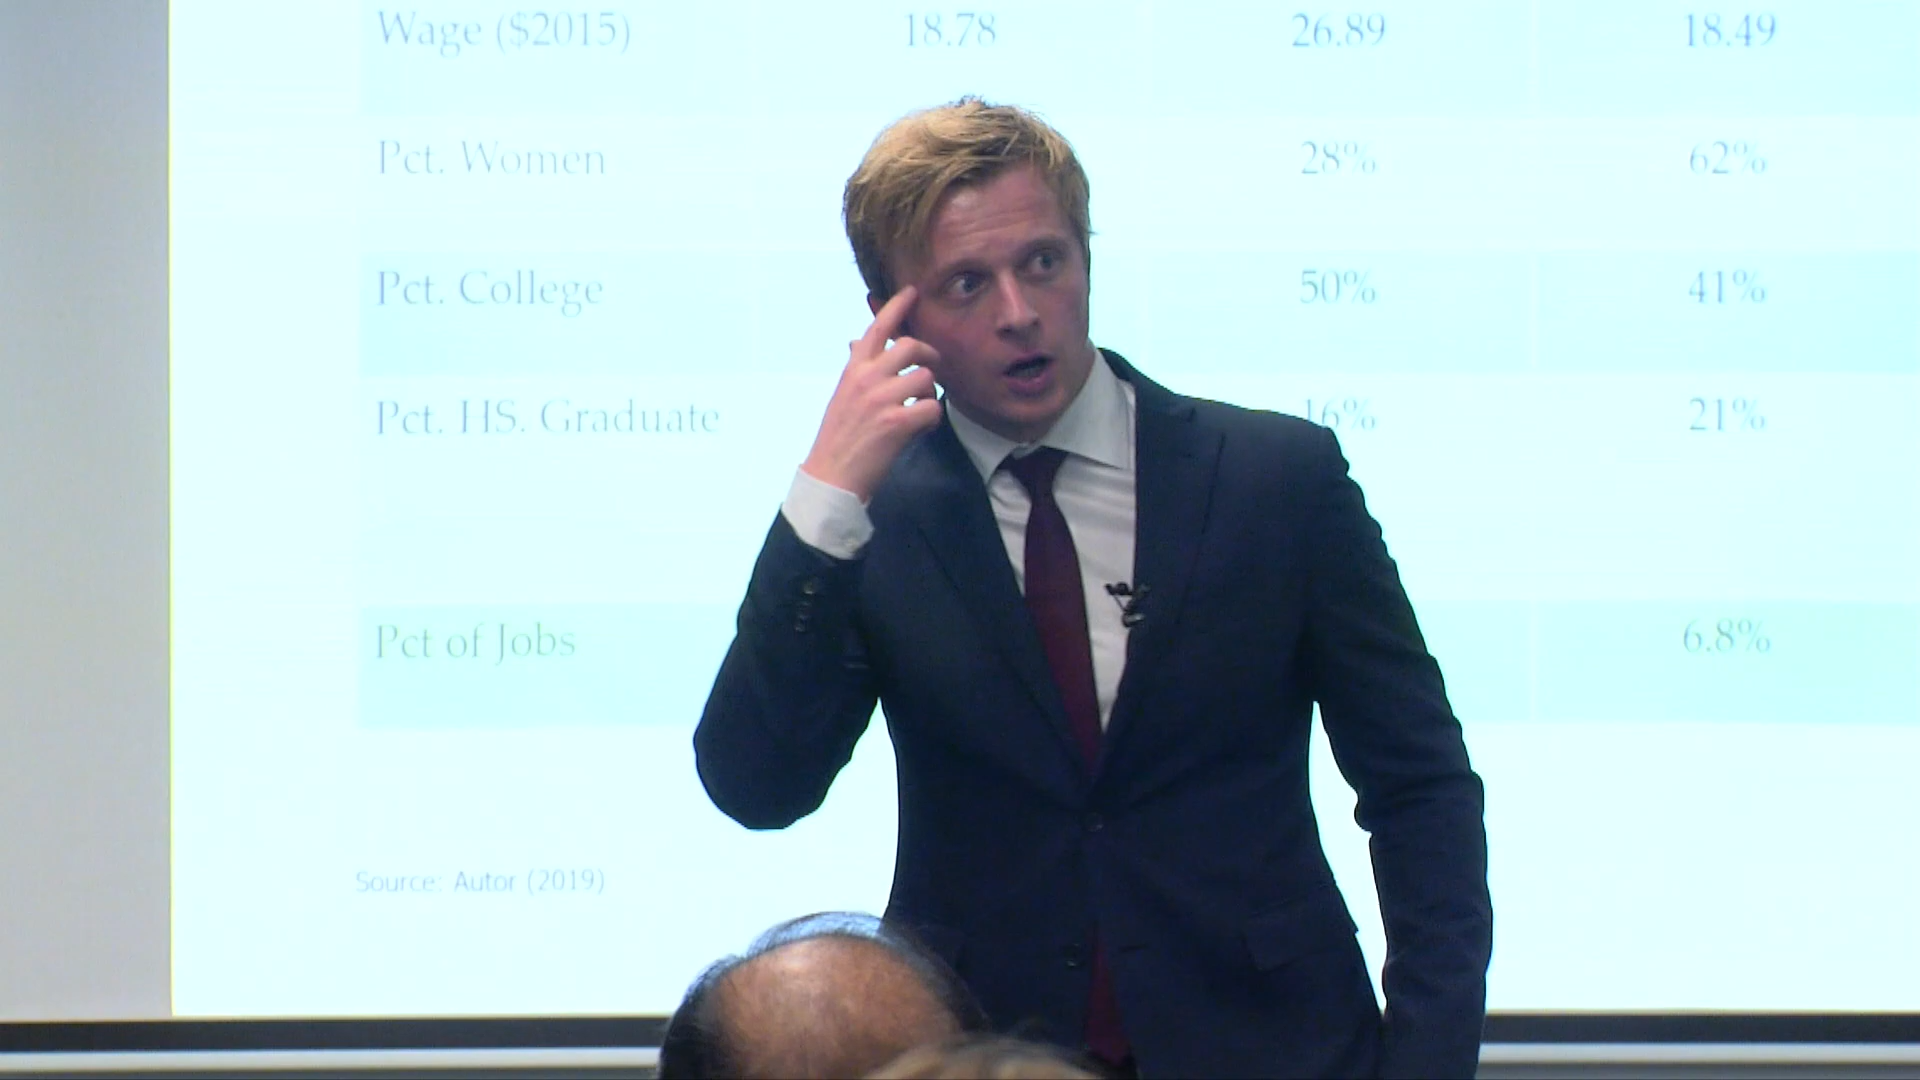 Wage ($2015) 18.78 26.89 18.49
Pct. Women 28% 62%
Pct. College 50% 41%
Pct. HS. Graduate 16% 21%
Pct of Jobs 6.8%
Source: Autor (2019)